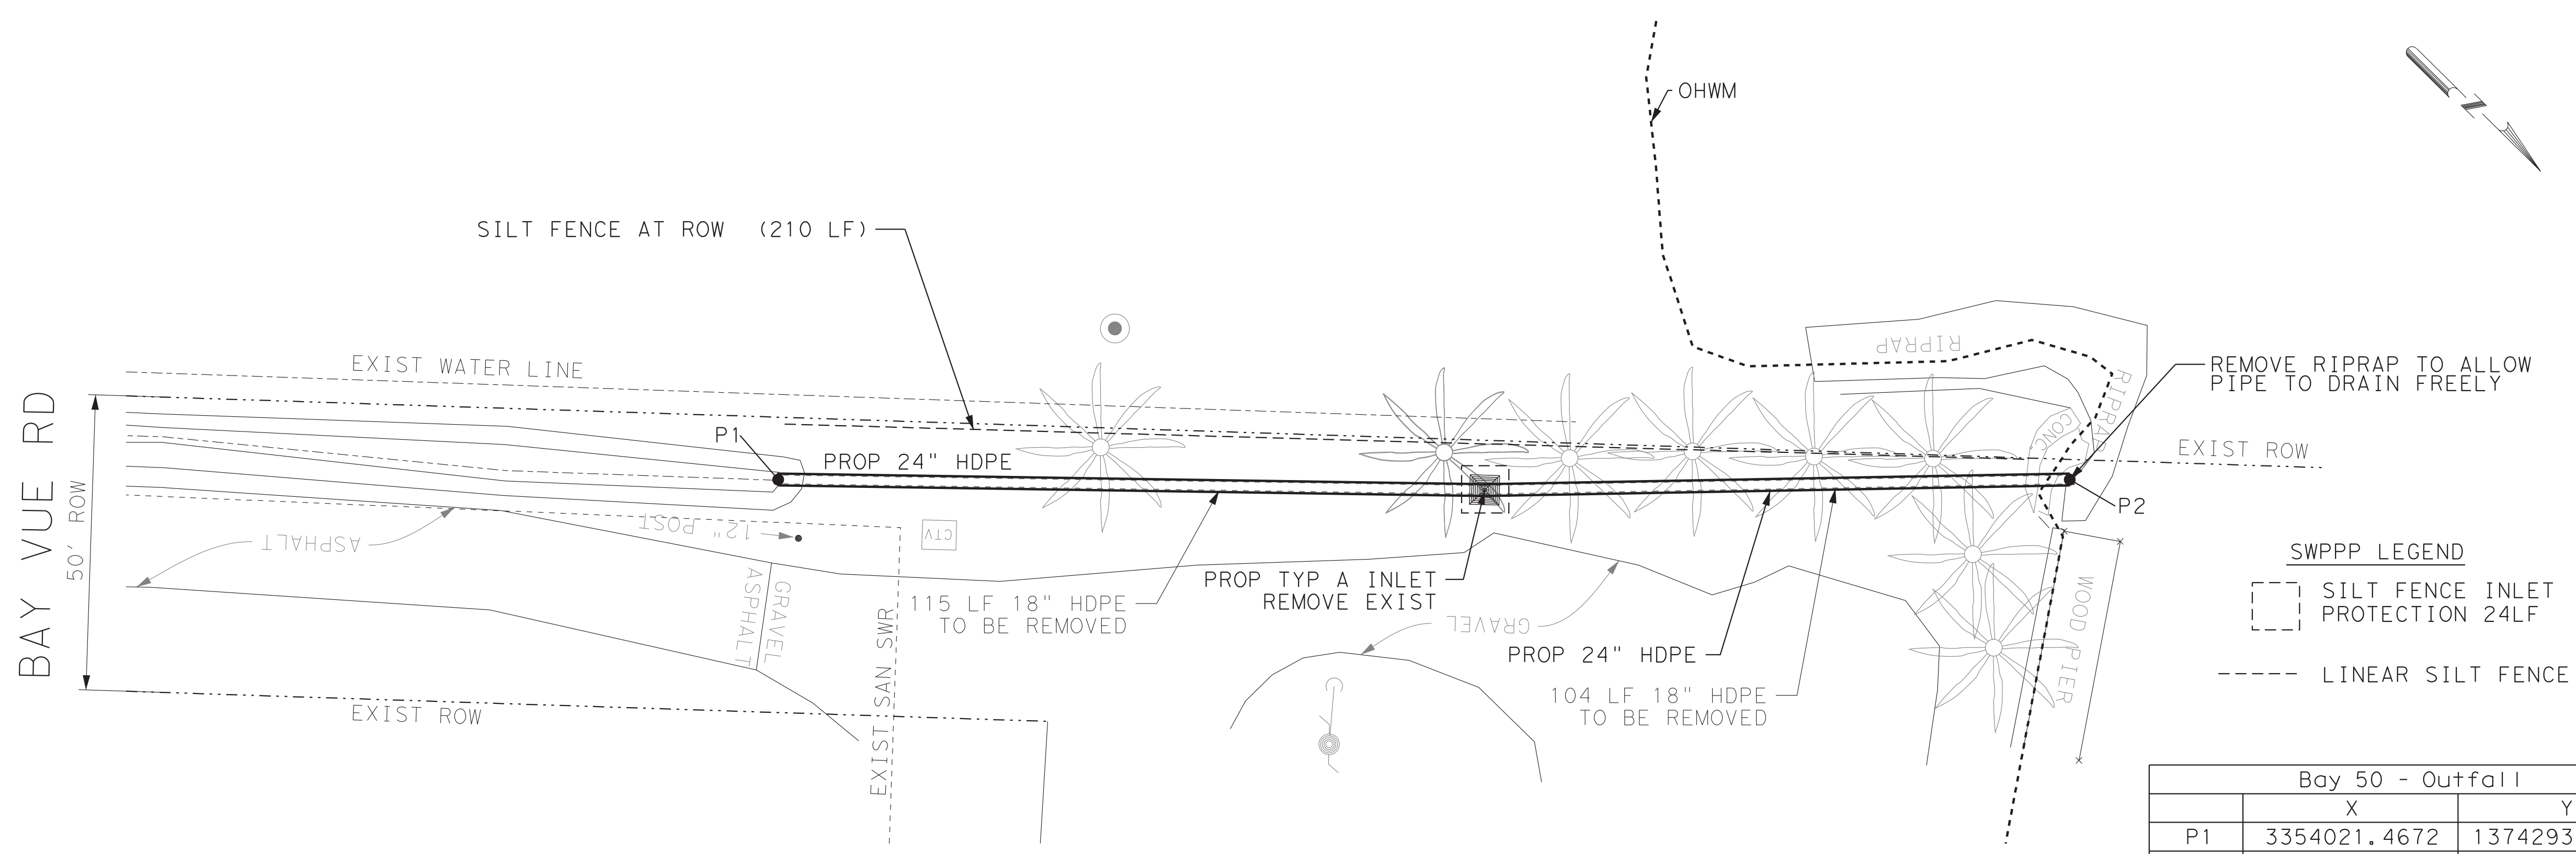 OHWM
SILT FENCE AT ROW (210 LF)
EXIST WATER LINE
RIPRAP
REMOVE RIPRAP TO ALLOW
PIPE TO DRAIN FREELY
RIPRAP
CONC
EXIST ROW
BAY VUE RD
50' ROW
P1
PROP 24" HDPE
P2
12" POST
CTV
ASPHALT
SWPPP LEGEND
SILT FENCE INLET
PROTECTION 24LF
LINEAR SILT FENCE
GRAVEL
ASPHALT
PROP TYP A INLET
REMOVE EXIST
115 LF 18" HDPE
TO BE REMOVED
GRAVEL
WOOD PIER
PROP 24" HDPE
104 LF 18" HDPE
TO BE REMOVED
EXIST SAN SWR
EXIST ROW
Bay 50 - Outfall
X Y
P1 3354021.4672 1374293